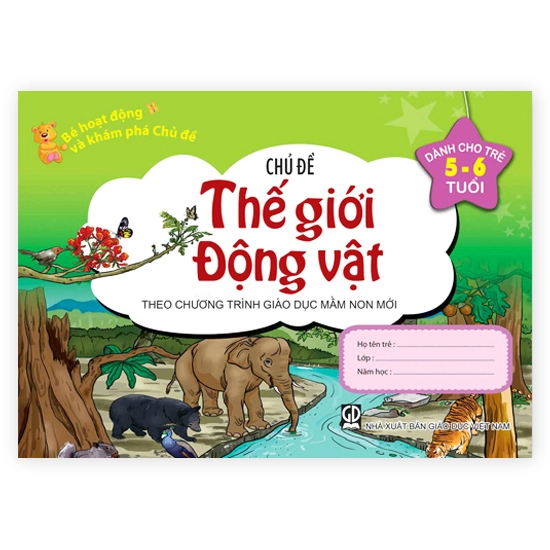 Bé hoạt động
và khám phá Chủ đề
DÀNH CHO TRẺ
5 - 6
TUỔI
CHỦ ĐỀ
Thế giới
Động vật
THEO CHƯƠNG TRÌNH GIÁO DỤC MẦM NON MỚI
Họ tên trẻ :
Lớp :
Năm học :
GD
NHÀ XUẤT BẢN GIÁO DỤC VIỆT NAM